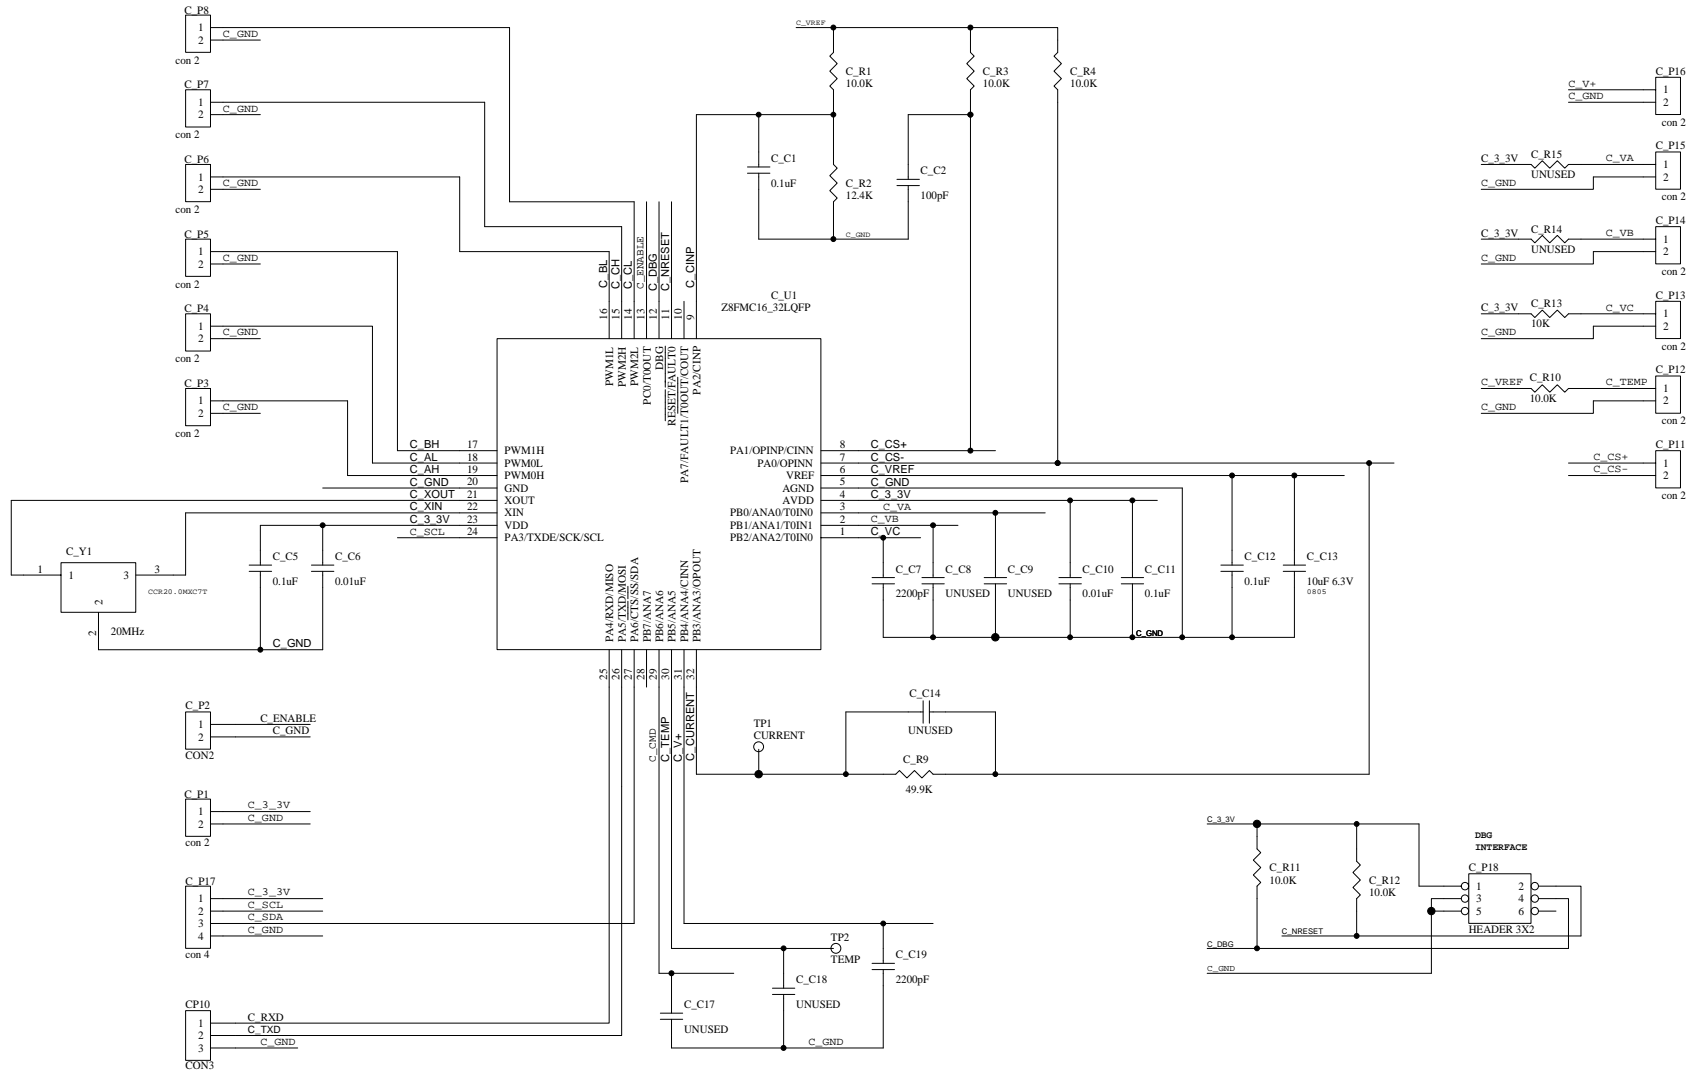 C_P8
1
2
C_GND
con 2
C_P7
1
2
C_GND
con 2
C_P6
1
2
C_GND
con 2
C_P5
1
2
C_GND
con 2
C_P4
1
2
C_GND
con 2
C_P3
1
2
C_GND
con 2
C_VREF
C_R1
10.0K
C_R3
10.0K
C_R4
10.0K
C_C1
0.1uF
C_R2
12.4K
C_C2
100pF
C_GND
C_BL
C_CH
C_CL
C_ENABLE
C_DBG
C_NRESET
C_CINP
16
15
14
13
12
11
10
9
C_U1
Z8FMC16_32LQFP
PWM1L
PWM2H
PWM2L
PC0/T0OUT
DBG
RESET/FAULT0
PA7/FAULT1/T0OUT/COUT
PA2/CINP
C_BH 17 PWM1H
C_AL 18 PWM0L
C_AH 19 PWM0H
C_GND 20 GND
C_XOUT 21 XOUT
C_XIN 22 XIN
C_3_3V 23 VDD
C_SCL 24 PA3/TXDE/SCK/SCL
PA1/OPINP/CINN 8 C_CS+
PA0/OPINN 7 C_CS-
VREF 6 C_VREF
AGND 5 C_GND
AVDD 4 C_3_3V
PB0/ANA0/T0IN0 3 C_VA
PB1/ANA1/T0IN1 2 C_VB
PB2/ANA2/T0IN0 1 C_VC
PA4/RXD/MISO
PA5/TXD/MOSI
PA6/CTS/SS/SDA
PB7/ANA7
PB6/ANA6
PB5/ANA5
PB4/ANA4/CINN
PB3/ANA3/OPOUT
25
26
27
28
29
30
31
32
C_CMD
C_TEMP
C_V+
C_CURRENT
C_Y1
1
1
3
3
2
2
CCR20.0MXC7T
20MHz
C_C5
0.1uF
C_C6
0.01uF
C_GND
C_C7
2200pF
C_C8
UNUSED
C_C9
UNUSED
C_C10
0.01uF
C_C11
0.1uF
C_C12
0.1uF
C_C13
10uF 6.3V
0805
C_GND
C_P16
C_V+ 1
C_GND 2
con 2
C_P15
C_3_3V C_R15 C_VA 1
UNUSED
C_GND 2
con 2
C_P14
C_3_3V C_R14 C_VB 1
UNUSED
C_GND 2
con 2
C_P13
C_3_3V C_R13 C_VC 1
10K
C_GND 2
con 2
C_P12
C_VREF C_R10 C_TEMP 1
10.0K
C_GND 2
con 2
C_P11
C_CS+ 1
C_CS- 2
con 2
C_P2
1 C_ENABLE
2 C_GND
CON2
C_P1
1 C_3_3V
2 C_GND
con 2
C_P17
1 C_3_3V
2 C_SCL
3 C_SDA
4 C_GND
con 4
CP10
1 C_RXD
2 C_TXD
3 C_GND
CON3
TP1
CURRENT
C_C14
UNUSED
C_R9
49.9K
TP2
TEMP
C_C19
2200pF
C_C18
UNUSED
C_C17
UNUSED
C_GND
C_3_3V
DBG
INTERFACE
C_R11
10.0K
C_R12
10.0K
C_P18
1 2
3 4
5 6
HEADER 3X2
C_NRESET
C_DBG
C_GND